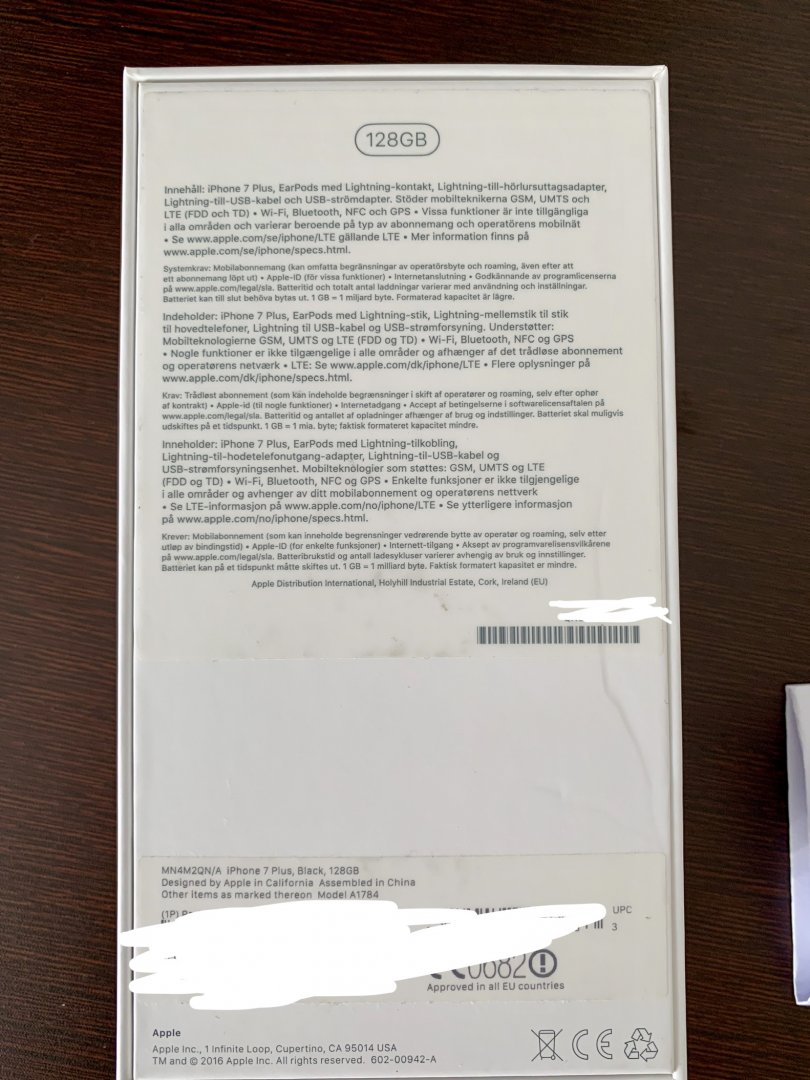 128GB
Innehåll: iPhone 7 Plus, EarPods med Lightning-kontakt, Lightning-till-hörlursuttagsadapter,
Lightning-till-USB-kabel och USB-strömdapter. Stöder mobilteknikerna GSM, UMTS och
LTE (FDD och TD) • Wi-Fi, Bluetooth, NFC och GPS • Vissa funktioner är inte tillgängliga
i alla områden och varierar beroende på typ av abonnemang och operatörens mobilnät
• Se www.apple.com/se/iphone/LTE gällande LTE • Mer information finns på
www.apple.com/se/iphone/specs.html.
Systemkrav: Mobilabonnemang (kan omfatta begränsningar av operatörsbyte och roaming, även efter att
ett abonnemang löpt ut) • Apple-ID (för vissa funktioner) • Internetanslutning • Godkännande av programlicenserna
på www.apple.com/legal/sla. Batteritid och totalt antal laddningar varierar med användning och inställningar.
Batteriet kan till slut behöva bytas ut. 1 GB = 1 miljard byte. Formaterad kapacitet är lägre.
Indeholder: iPhone 7 Plus, EarPods med Lightning-stik, Lightning-mellemstik til stik
til hovedtelefoner, Lightning til USB-kabel og USB-strømforsyning. Understøtter:
Mobilteknologierne GSM, UMTS og LTE (FDD og TD) • Wi-Fi, Bluetooth, NFC og GPS
• Nogle funktioner er ikke tilgængelige i alle områder og afhænger af det trådløse abonnement
og operatørens netværk • LTE: Se www.apple.com/dk/iphone/LTE • Flere oplysninger på
www.apple.com/dk/iphone/specs.html.
Krav: Trådløst abonnement (som kan indeholde begrænsninger i skift af operatører og roaming, selv efter ophør
af kontrakt) • Apple-id (til nogle funktioner) • Internetadgang • Accept af betingelserne i softwarelicensaftalen på
www.apple.com/legal/sla. Batteritid og antallet af opladninger afhænger af brug og indstillinger. Batteriet skal muligvis
udskiftes på et tidspunkt. 1 GB = 1 mia. byte; faktisk formateret kapacitet mindre.
Inneholder: iPhone 7 Plus, EarPods med Lightning-tilkobling,
Lightning-til-hodetelefonutgang-adapter, Lightning-til-USB-kabel og
USB-strømforsyningsenhet. Mobilteknologier som støttes: GSM, UMTS og LTE
(FDD og TD) • Wi-Fi, Bluetooth, NFC og GPS • Enkelte funksjoner er ikke tilgjengelige
i alle områder og avhenger av ditt mobilabonnement og operatørens nettverk
• Se LTE-informasjon på www.apple.com/no/iphone/LTE • Se ytterligere informasjon
på www.apple.com/no/iphone/specs.html.
Krever: Mobilabonnement (som kan inneholde begrensninger vedrørende bytte av operatør og roaming, selv etter
utløp av bindingstid) • Apple-ID (for enkelte funksjoner) • Internett-tilgang • Aksept av programvarelisensvilkårene
på www.apple.com/legal/sla. Batteribrukstid og antall ladesykluser varierer avhengig av bruk og innstillinger.
Batteriet kan på et tidspunkt måtte skiftes ut. 1 GB = 1 milliard byte. Faktisk formatert kapasitet er mindre.
Apple Distribution International, Holyhill Industrial Estate, Cork, Ireland (EU)
MN4M2QN/A iPhone 7 Plus, Black, 128GB
Designed by Apple in California Assembled in China
Other items as marked thereon Model A1784
(1P)
UPC
3
0682
Approved in all EU countries
Apple
Apple Inc., 1 Infinite Loop, Cupertino, CA 95014 USA
TM and © 2016 Apple Inc. All rights reserved. 602-00942-A
CE